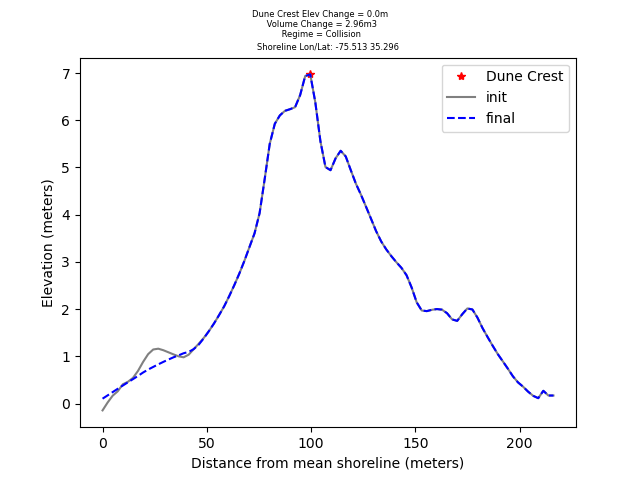 Dune Crest Elev Change = 0.0m
Volume Change = 2.96m3
Regime = Collision
Shoreline Lon/Lat: -75.513 35.296
7
6
5
4
3
2
1
0
Elevation (meters)
Dune Crest
init
final
0 50 100 150 200
Distance from mean shoreline (meters)